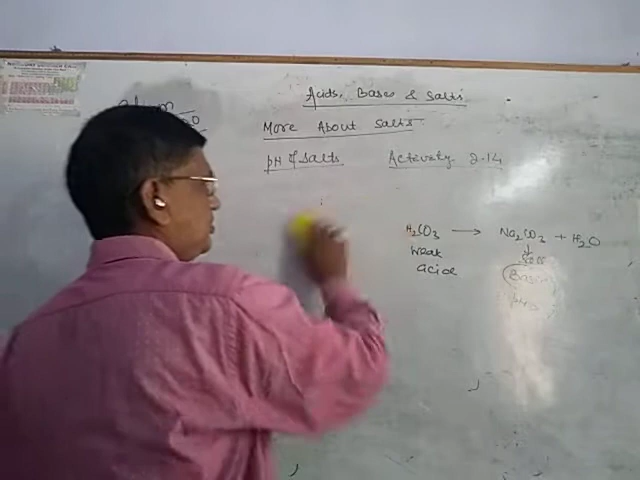 Acids, Bases & Salts
More About Salts
pH of Salts Activity 2.14
H₂CO₃ → Na₂CO₃ + H₂O
Weak
acid